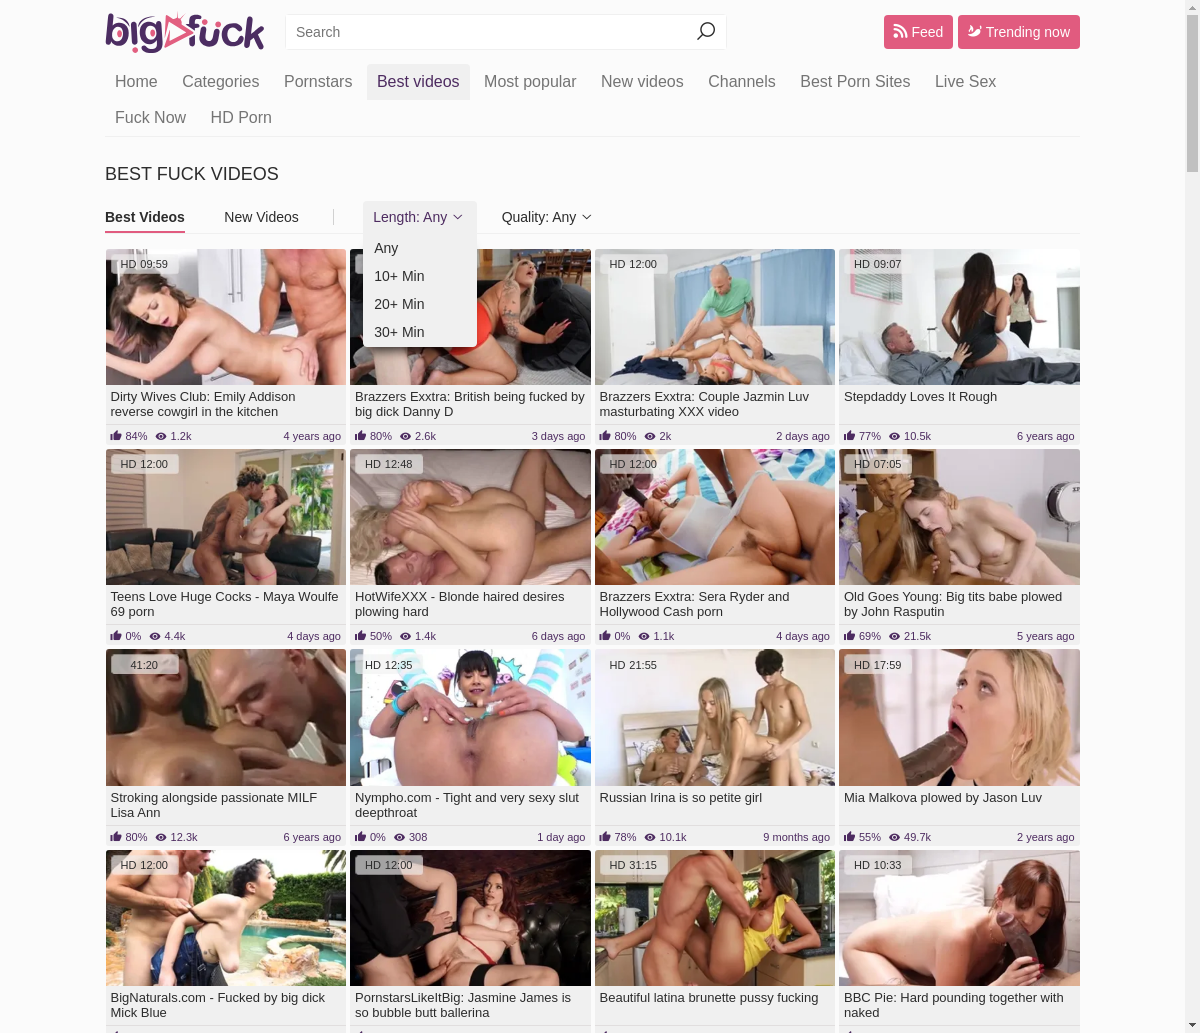 bigfuck
Search
Feed
Trending now
Home Categories Pornstars Best videos Most popular New videos Channels Best Porn Sites Live Sex
Fuck Now HD Porn
BEST FUCK VIDEOS
Best Videos New Videos Length: Any Quality: Any
Any
10+ Min
20+ Min
30+ Min
HD 09:59
HD 12:00
HD 09:07
Dirty Wives Club: Emily Addison
reverse cowgirl in the kitchen
84% 1.2k 4 years ago
Brazzers Exxtra: British being fucked by
big dick Danny D
80% 2.6k 3 days ago
Brazzers Exxtra: Couple Jazmin Luv
masturbating XXX video
80% 2k 2 days ago
Stepdaddy Loves It Rough
77% 10.5k 6 years ago
HD 12:00
HD 12:48
HD 12:00
HD 07:05
Teens Love Huge Cocks - Maya Woulfe
69 porn
0% 4.4k 4 days ago
HotWifeXXX - Blonde haired desires
plowing hard
50% 1.4k 6 days ago
Brazzers Exxtra: Sera Ryder and
Hollywood Cash porn
0% 1.1k 4 days ago
Old Goes Young: Big tits babe plowed
by John Rasputin
69% 21.5k 5 years ago
41:20
HD 12:35
HD 21:55
HD 17:59
Stroking alongside passionate MILF
Lisa Ann
80% 12.3k 6 years ago
Nympho.com - Tight and very sexy slut
deepthroat
0% 308 1 day ago
Russian Irina is so petite girl
78% 10.1k 9 months ago
Mia Malkova plowed by Jason Luv
55% 49.7k 2 years ago
HD 12:00
HD 12:00
HD 31:15
HD 10:33
BigNaturals.com - Fucked by big dick
Mick Blue
PornstarsLikeItBig: Jasmine James is
so bubble butt ballerina
Beautiful latina brunette pussy fucking
BBC Pie: Hard pounding together with
naked